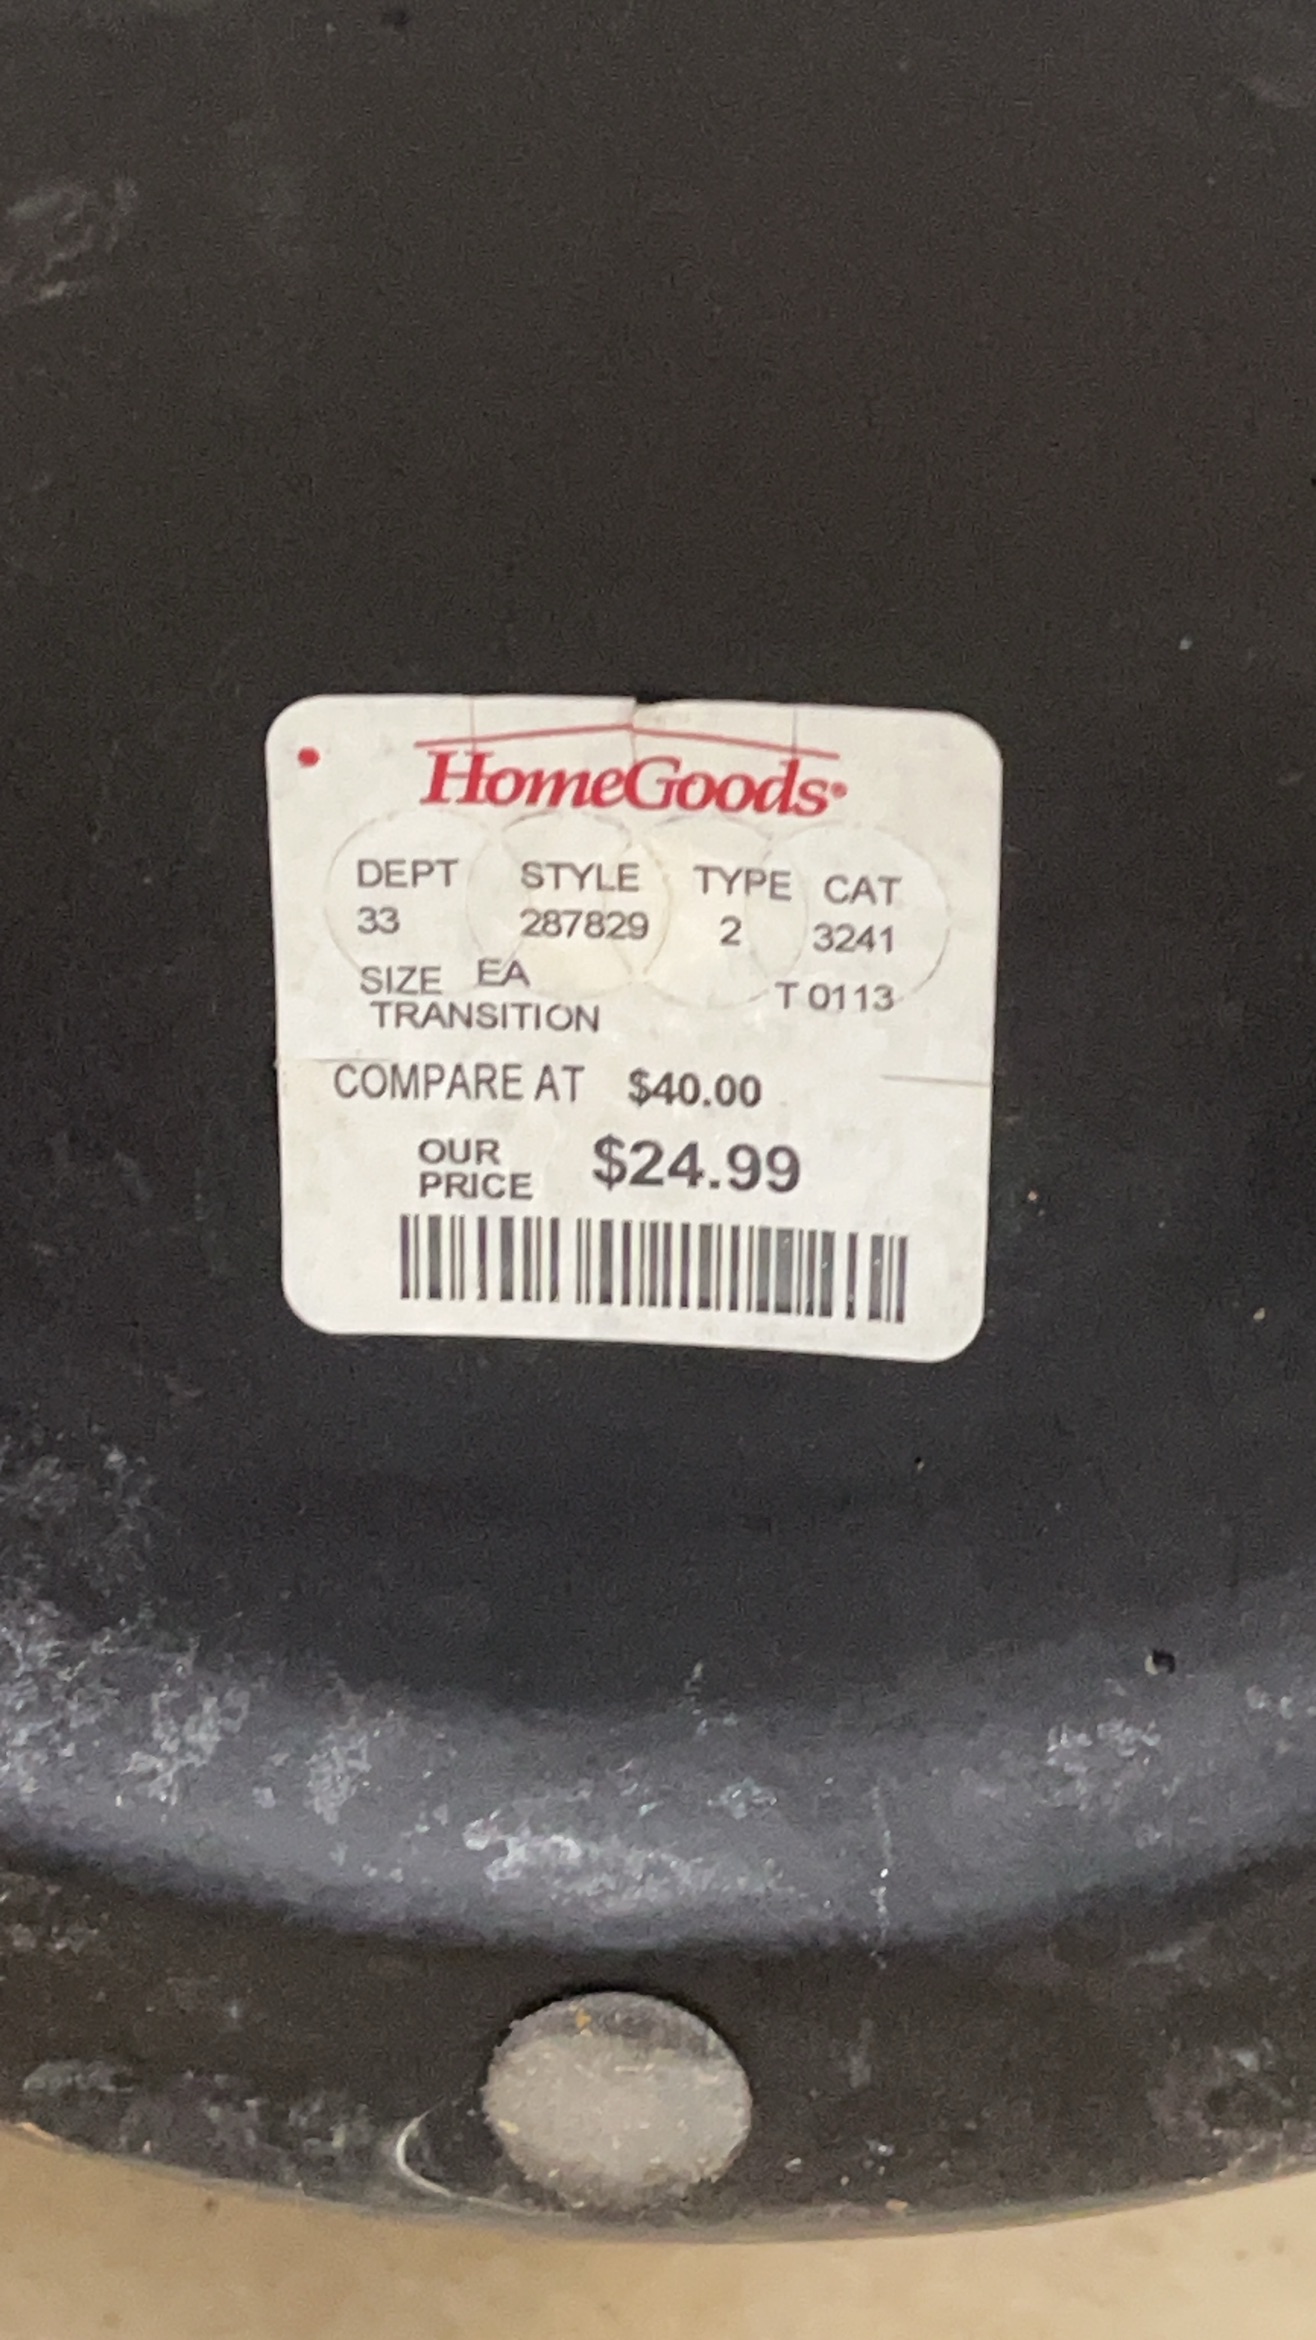 HomeGoods®
DEPT STYLE TYPE CAT
33 287829 2 3241
SIZE EA T 0113
TRANSITION
COMPARE AT $40.00
OUR PRICE $24.99